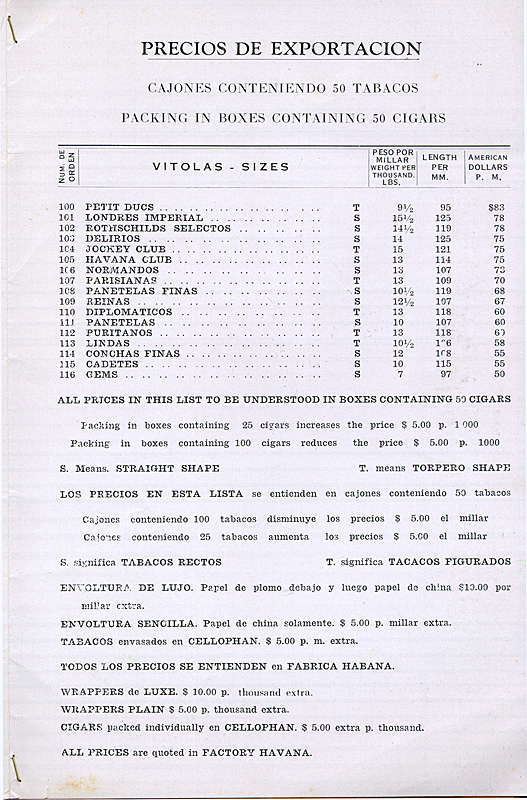 PRECIOS DE EXPORTACION
CAJONES CONTENIENDO 50 TABACOS
PACKING IN BOXES CONTAINING 50 CIGARS
NUM. DE ORDEN VITOLAS - SIZES PESO POR MILLAR WEIGHT PER THOUSAND. LBS. LENGTH PER MM. AMERICAN DOLLARS P. M.
100 PETIT DUCS T 9½ 95 $83
101 LONDRES IMPERIAL S 15½ 125 78
102 ROTHSCHILDS SELECTOS S 14½ 119 78
103 DELIRIOS S 14 125 75
104 JOCKEY CLUB T 15 121 75
105 HAVANA CLUB S 13 114 75
106 NORMANDOS S 13 107 73
107 PARISIANAS T 13 109 70
108 PANETELAS FINAS S 10½ 119 68
109 REINAS S 12½ 107 67
110 DIPLOMATICOS T 13 118 60
111 PANETELAS S 10 107 60
112 PURITANOS T 13 118 60
113 LINDAS T 10½ 106 58
114 CONCHAS FINAS S 12 108 55
115 CADETES S 10 115 55
116 GEMS S 7 97 50
ALL PRICES IN THIS LIST TO BE UNDERSTOOD IN BOXES CONTAINING 50 CIGARS
Packing in boxes containing 25 cigars increases the price $ 5.00 p. 1000
Packing in boxes containing 100 cigars reduces the price $ 5.00 p. 1000
S. Means. STRAIGHT SHAPE T. means TORPERO SHAPE
LOS PRECIOS EN ESTA LISTA se entienden en cajones conteniendo 50 tabacos
Cajones conteniendo 100 tabacos disminuye los precios $ 5.00 el millar
Cajones conteniendo 25 tabacos aumenta los precios $ 5.00 el millar
S. significa TABACOS RECTOS T. significa TACACOS FIGURADOS
ENVOLTURA DE LUJO. Papel de plomo debajo y luego papel de china $10.00 por
millar extra.
ENVOLTURA SENCILLA. Papel de china solamente. $ 5.00 millar extra.
TABACOS envasados en CELLOPHAN. $ 5.00 p. m. extra.
TODOS LOS PRECIOS SE ENTIENDEN en FABRICA HABANA.
WRAPPERS de LUXE. $ 10.00 p. thousand extra.
WRAPPERS PLAIN $ 5.00 p. thousand extra.
CIGARS packed individually en CELLOPHAN. $ 5.00 extra p. thousand.
ALL PRICES are quoted in FACTORY HAVANA.